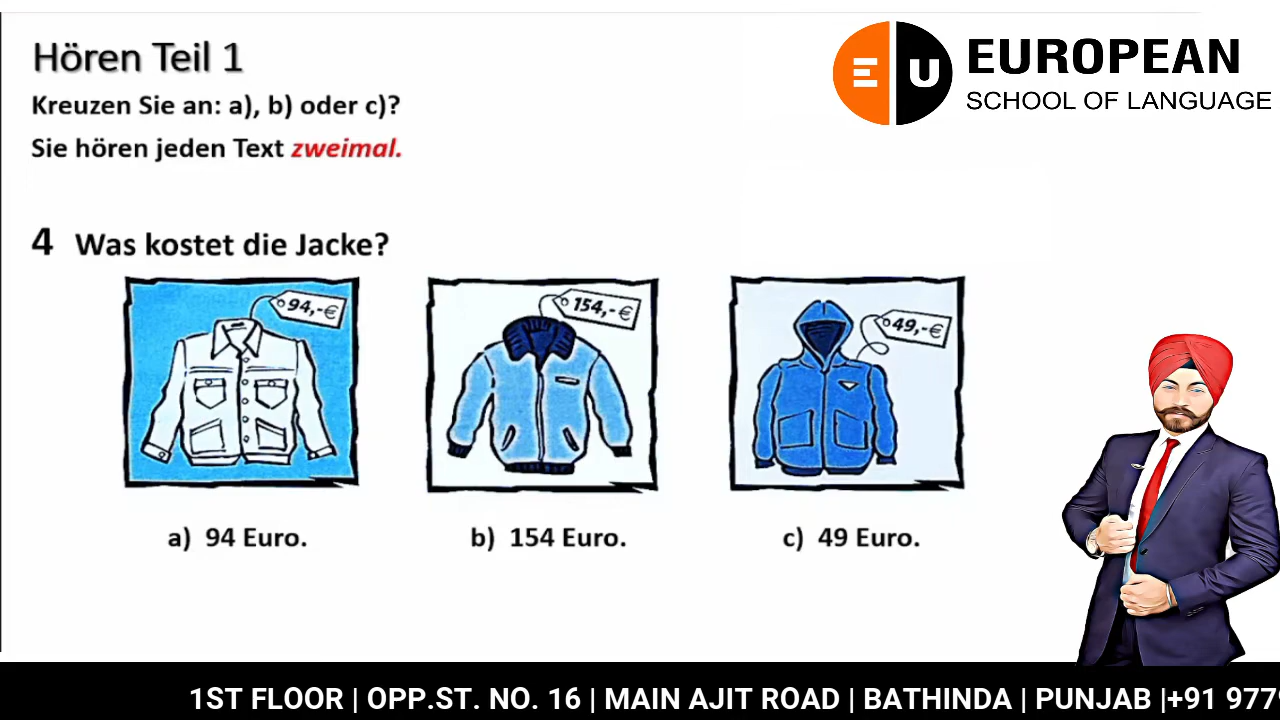 Hören Teil 1
Kreuzen Sie an: a), b) oder c)?
Sie hören jeden Text zweimal.
EU EUROPEAN
SCHOOL OF LANGUAGE
4 Was kostet die Jacke?
94,-€
154,-€
49,-€
a) 94 Euro.
b) 154 Euro.
c) 49 Euro.
1ST FLOOR | OPP.ST. NO. 16 | MAIN AJIT ROAD | BATHINDA | PUNJAB |+91 977